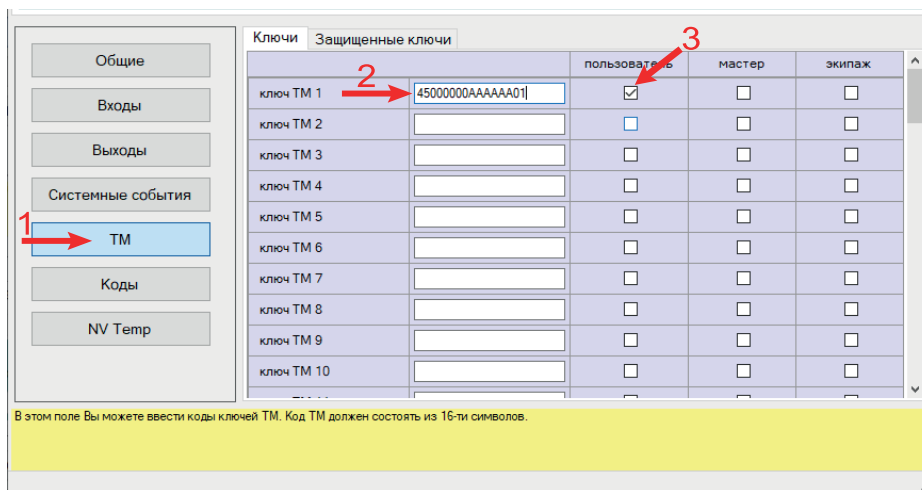 Ключи Защищенные ключи
3
Общие
пользователь мастер экипаж
2
ключ ТМ 1 45000000AAAAAA01
Входы
ключ ТМ 2
Выходы
ключ ТМ 3
Системные события
ключ ТМ 4
1
ключ ТМ 5
ТМ
ключ ТМ 6
Коды
ключ ТМ 7
ключ ТМ 8
NV Temp
ключ ТМ 9
ключ ТМ 10
В этом поле Вы можете ввести коды ключей ТМ. Код ТМ должен состоять из 16-ти символов.